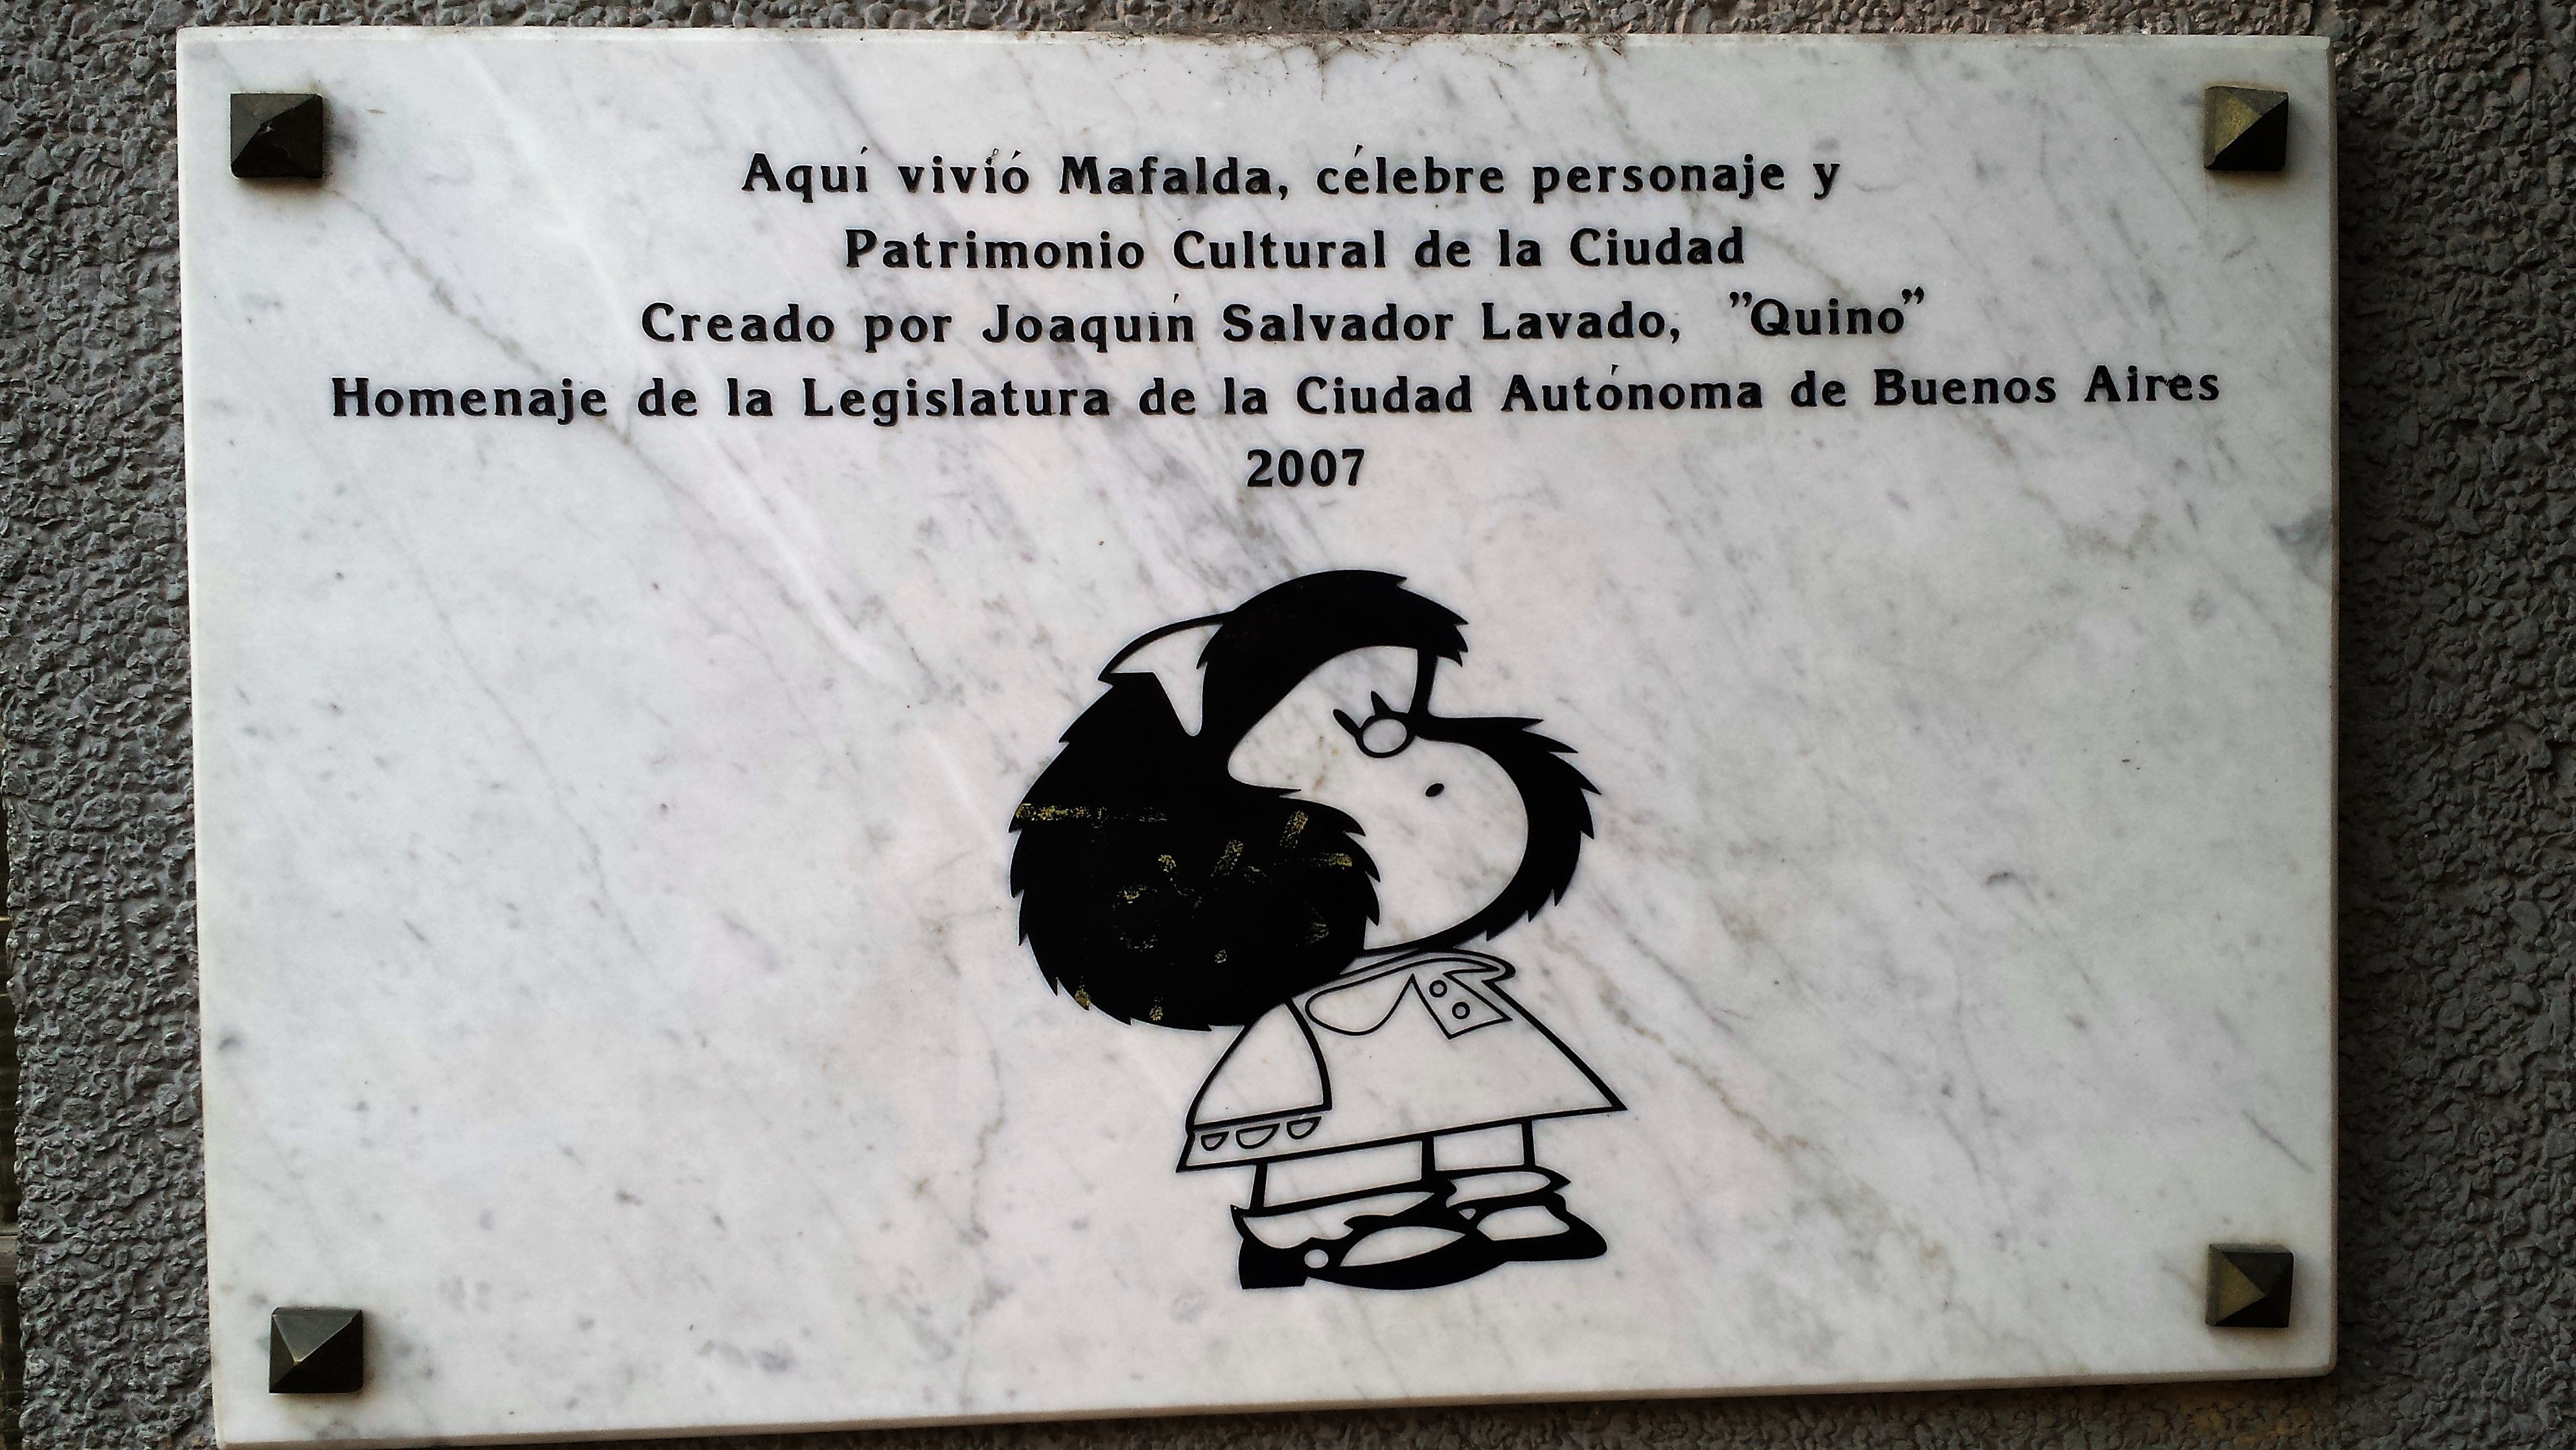 Aquí vivió Mafalda, célebre personaje y
Patrimonio Cultural de la Ciudad
Creado por Joaquín Salvador Lavado, ”Quino”
Homenaje de la Legislatura de la Ciudad Autónoma de Buenos Aires
2007